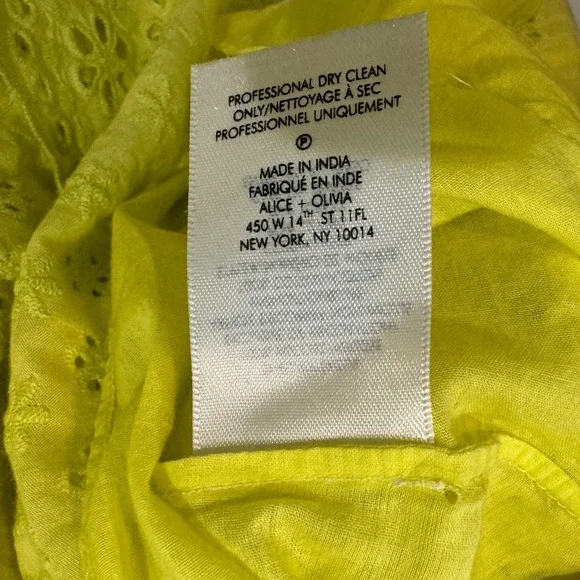 PROFESSIONAL DRY CLEAN
ONLY/NETTOYAGE À SEC
PROFESSIONNEL UNIQUEMENT
Ⓟ
MADE IN INDIA
FABRIQUÉ EN INDE
ALICE + OLIVIA
450 W 14TH ST 11FL
NEW YORK, NY 10014